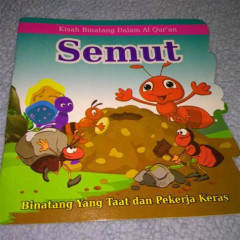 Kisah Binatang Dalam Al Qur'an
Semut
Binatang Yang Taat dan Pekerja Keras